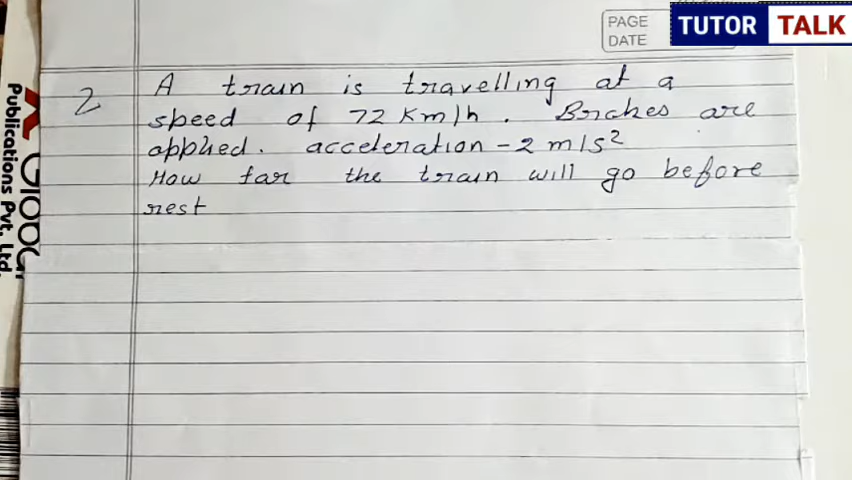 PAGE
DATE
TUTOR TALK
2 A train is travelling at a
speed of 72 Km/h. Brakes are
applied. acceleration - 2 m/s²
How far the train will go before
rest
Publications Pvt. Ltd.